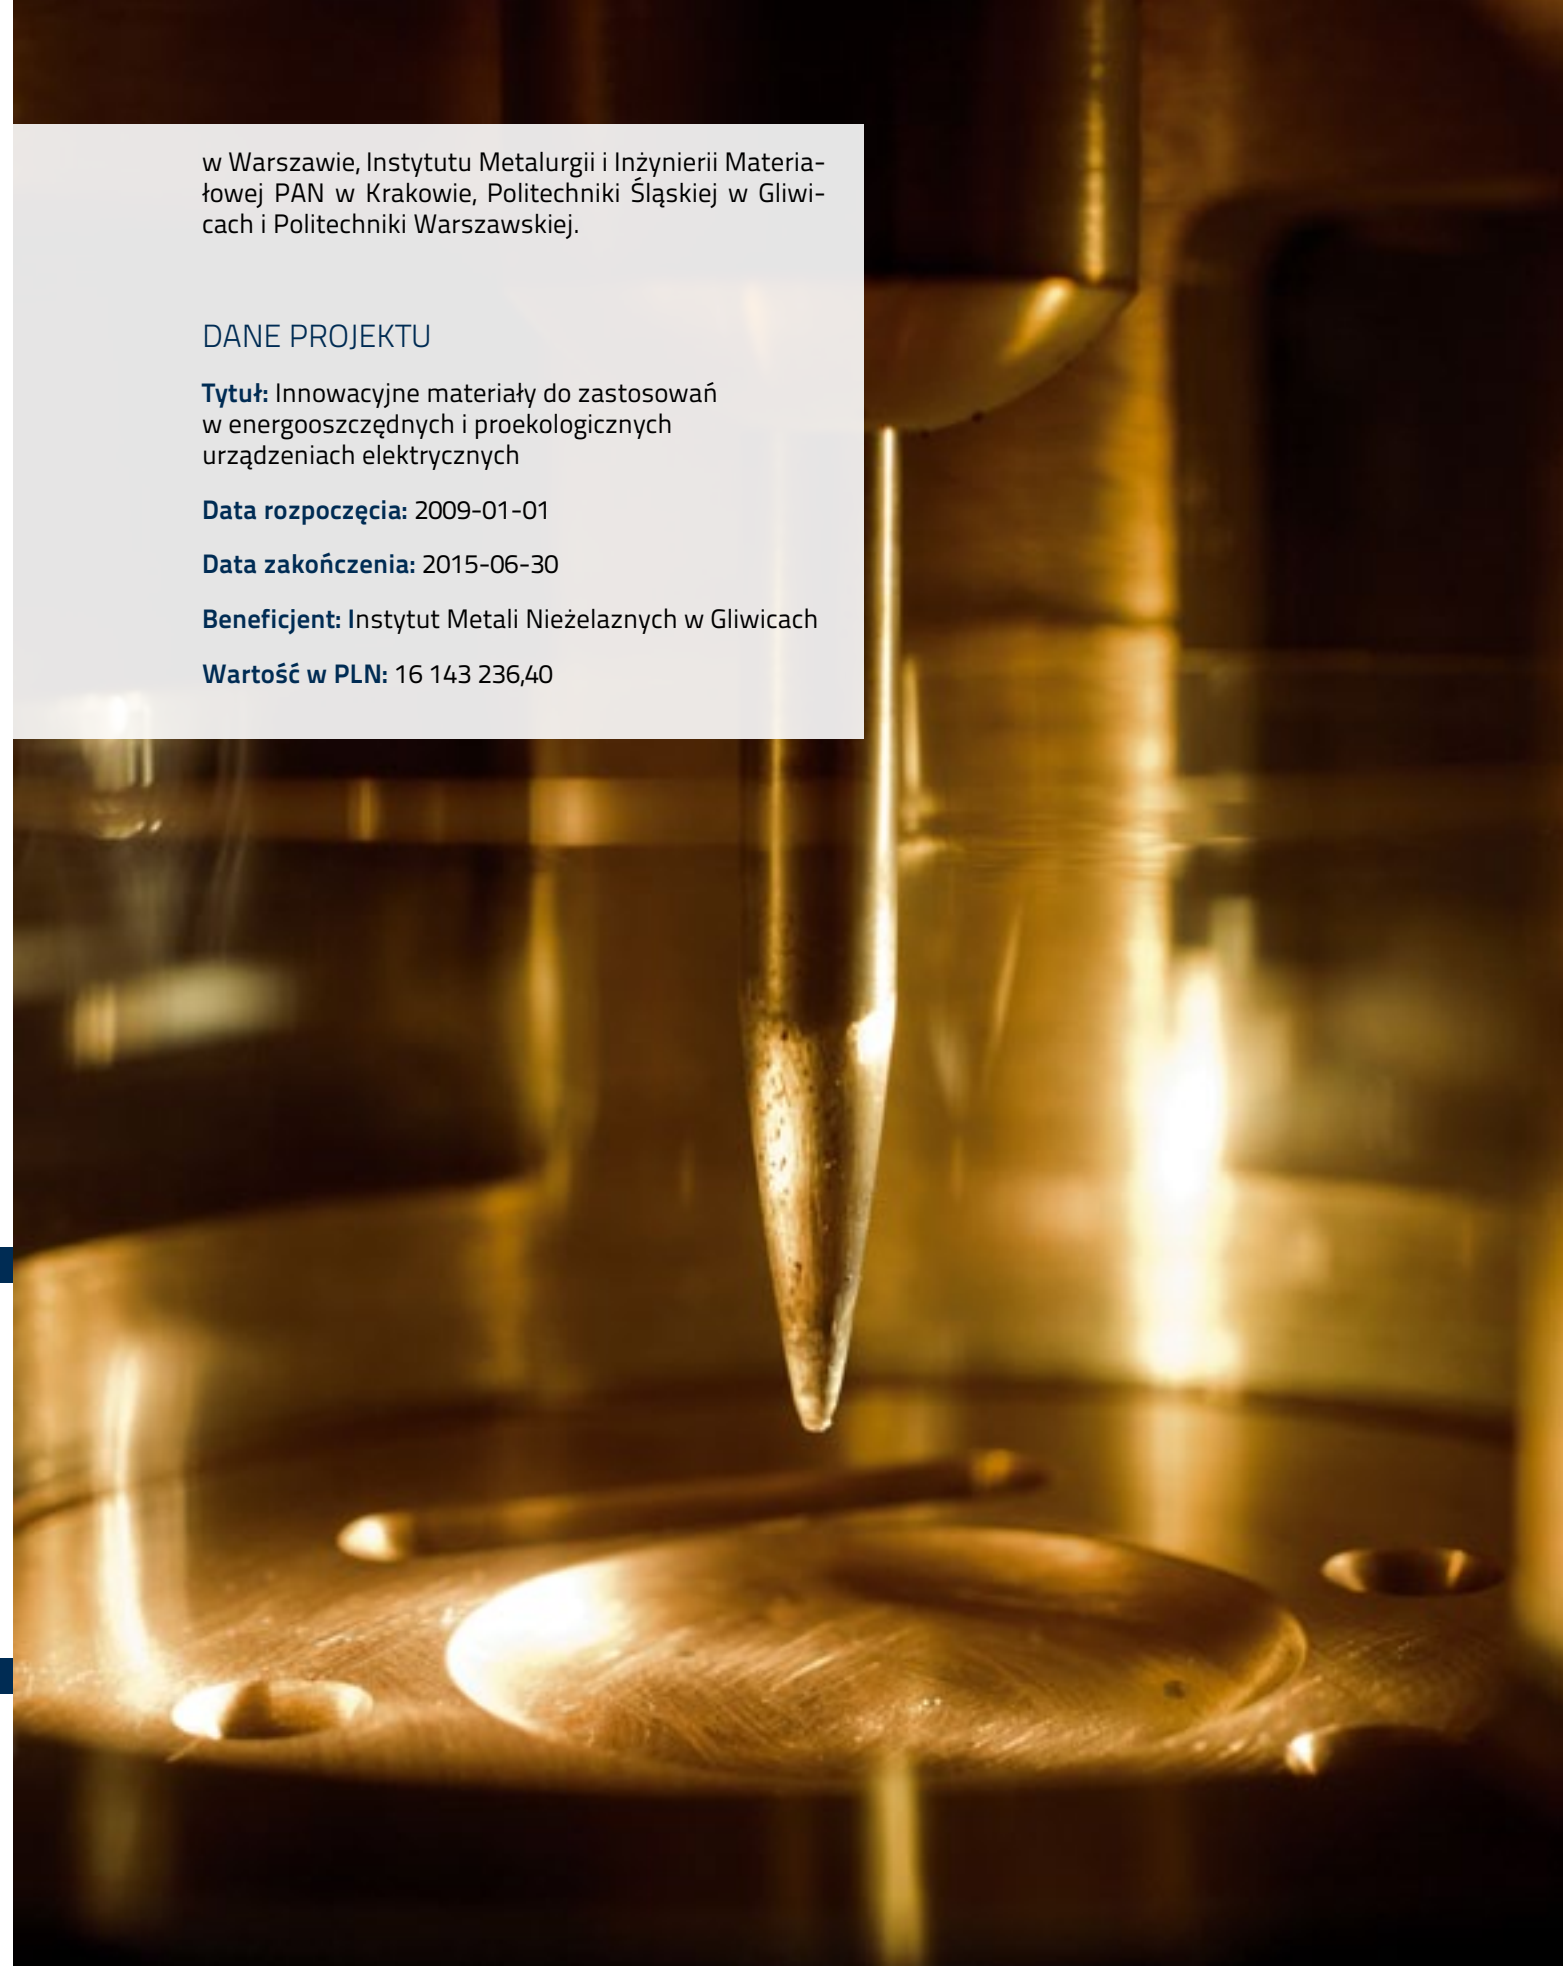 w Warszawie, Instytutu Metalurgii i Inżynierii Materia-
łowej PAN w Krakowie, Politechniki Śląskiej w Gliwi-
cach i Politechniki Warszawskiej.
DANE PROJEKTU
Tytuł: Innowacyjne materiały do zastosowań
w energooszczędnych i proekologicznych
urządzeniach elektrycznych
Data rozpoczęcia: 2009-01-01
Data zakończenia: 2015-06-30
Beneficjent: Instytut Metali Nieżelaznych w Gliwicach
Wartość w PLN: 16 143 236,40